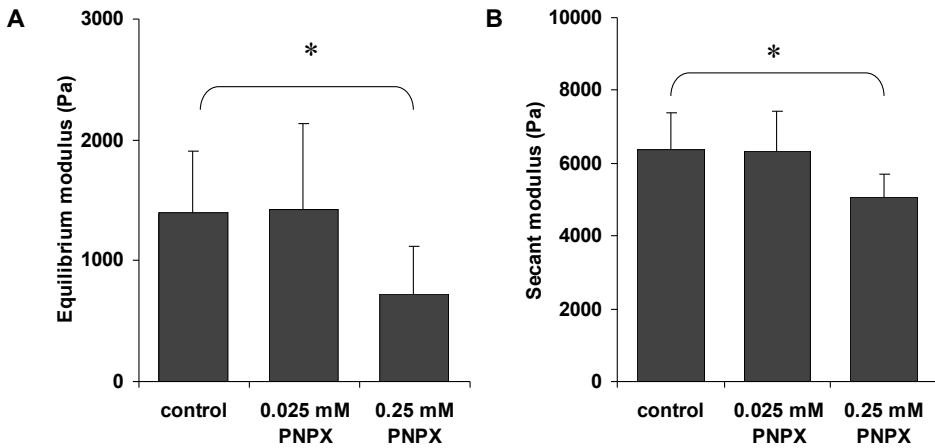 A
Equilibrium modulus (Pa)
3000
2000
1000
0
*
control
0.025 mM
PNPX
0.25 mM
PNPX
B
Secant modulus (Pa)
10000
8000
6000
4000
2000
0
*
control
0.025 mM
PNPX
0.25 mM
PNPX